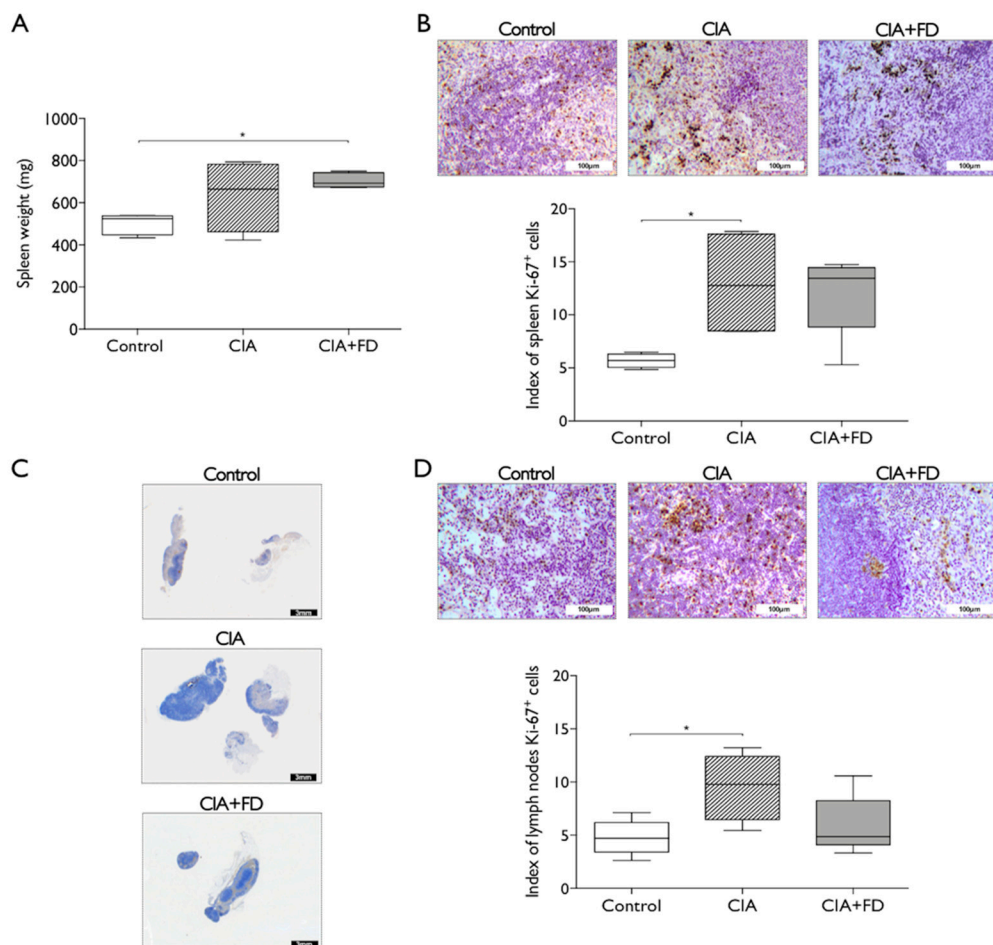 A
Spleen weight (mg)
1000
800
600
400
200
0
Control
CIA
CIA+FD
*
B
Control
CIA
CIA+FD
100μm
100μm
100μm
Index of spleen Ki-67⁺ cells
20
15
10
5
0
*
Control
CIA
CIA+FD
C
Control
3mm
CIA
3mm
CIA+FD
3mm
D
Control
CIA
CIA+FD
100μm
100μm
100μm
Index of lymph nodes Ki-67⁺ cells
20
15
10
5
0
*
Control
CIA
CIA+FD